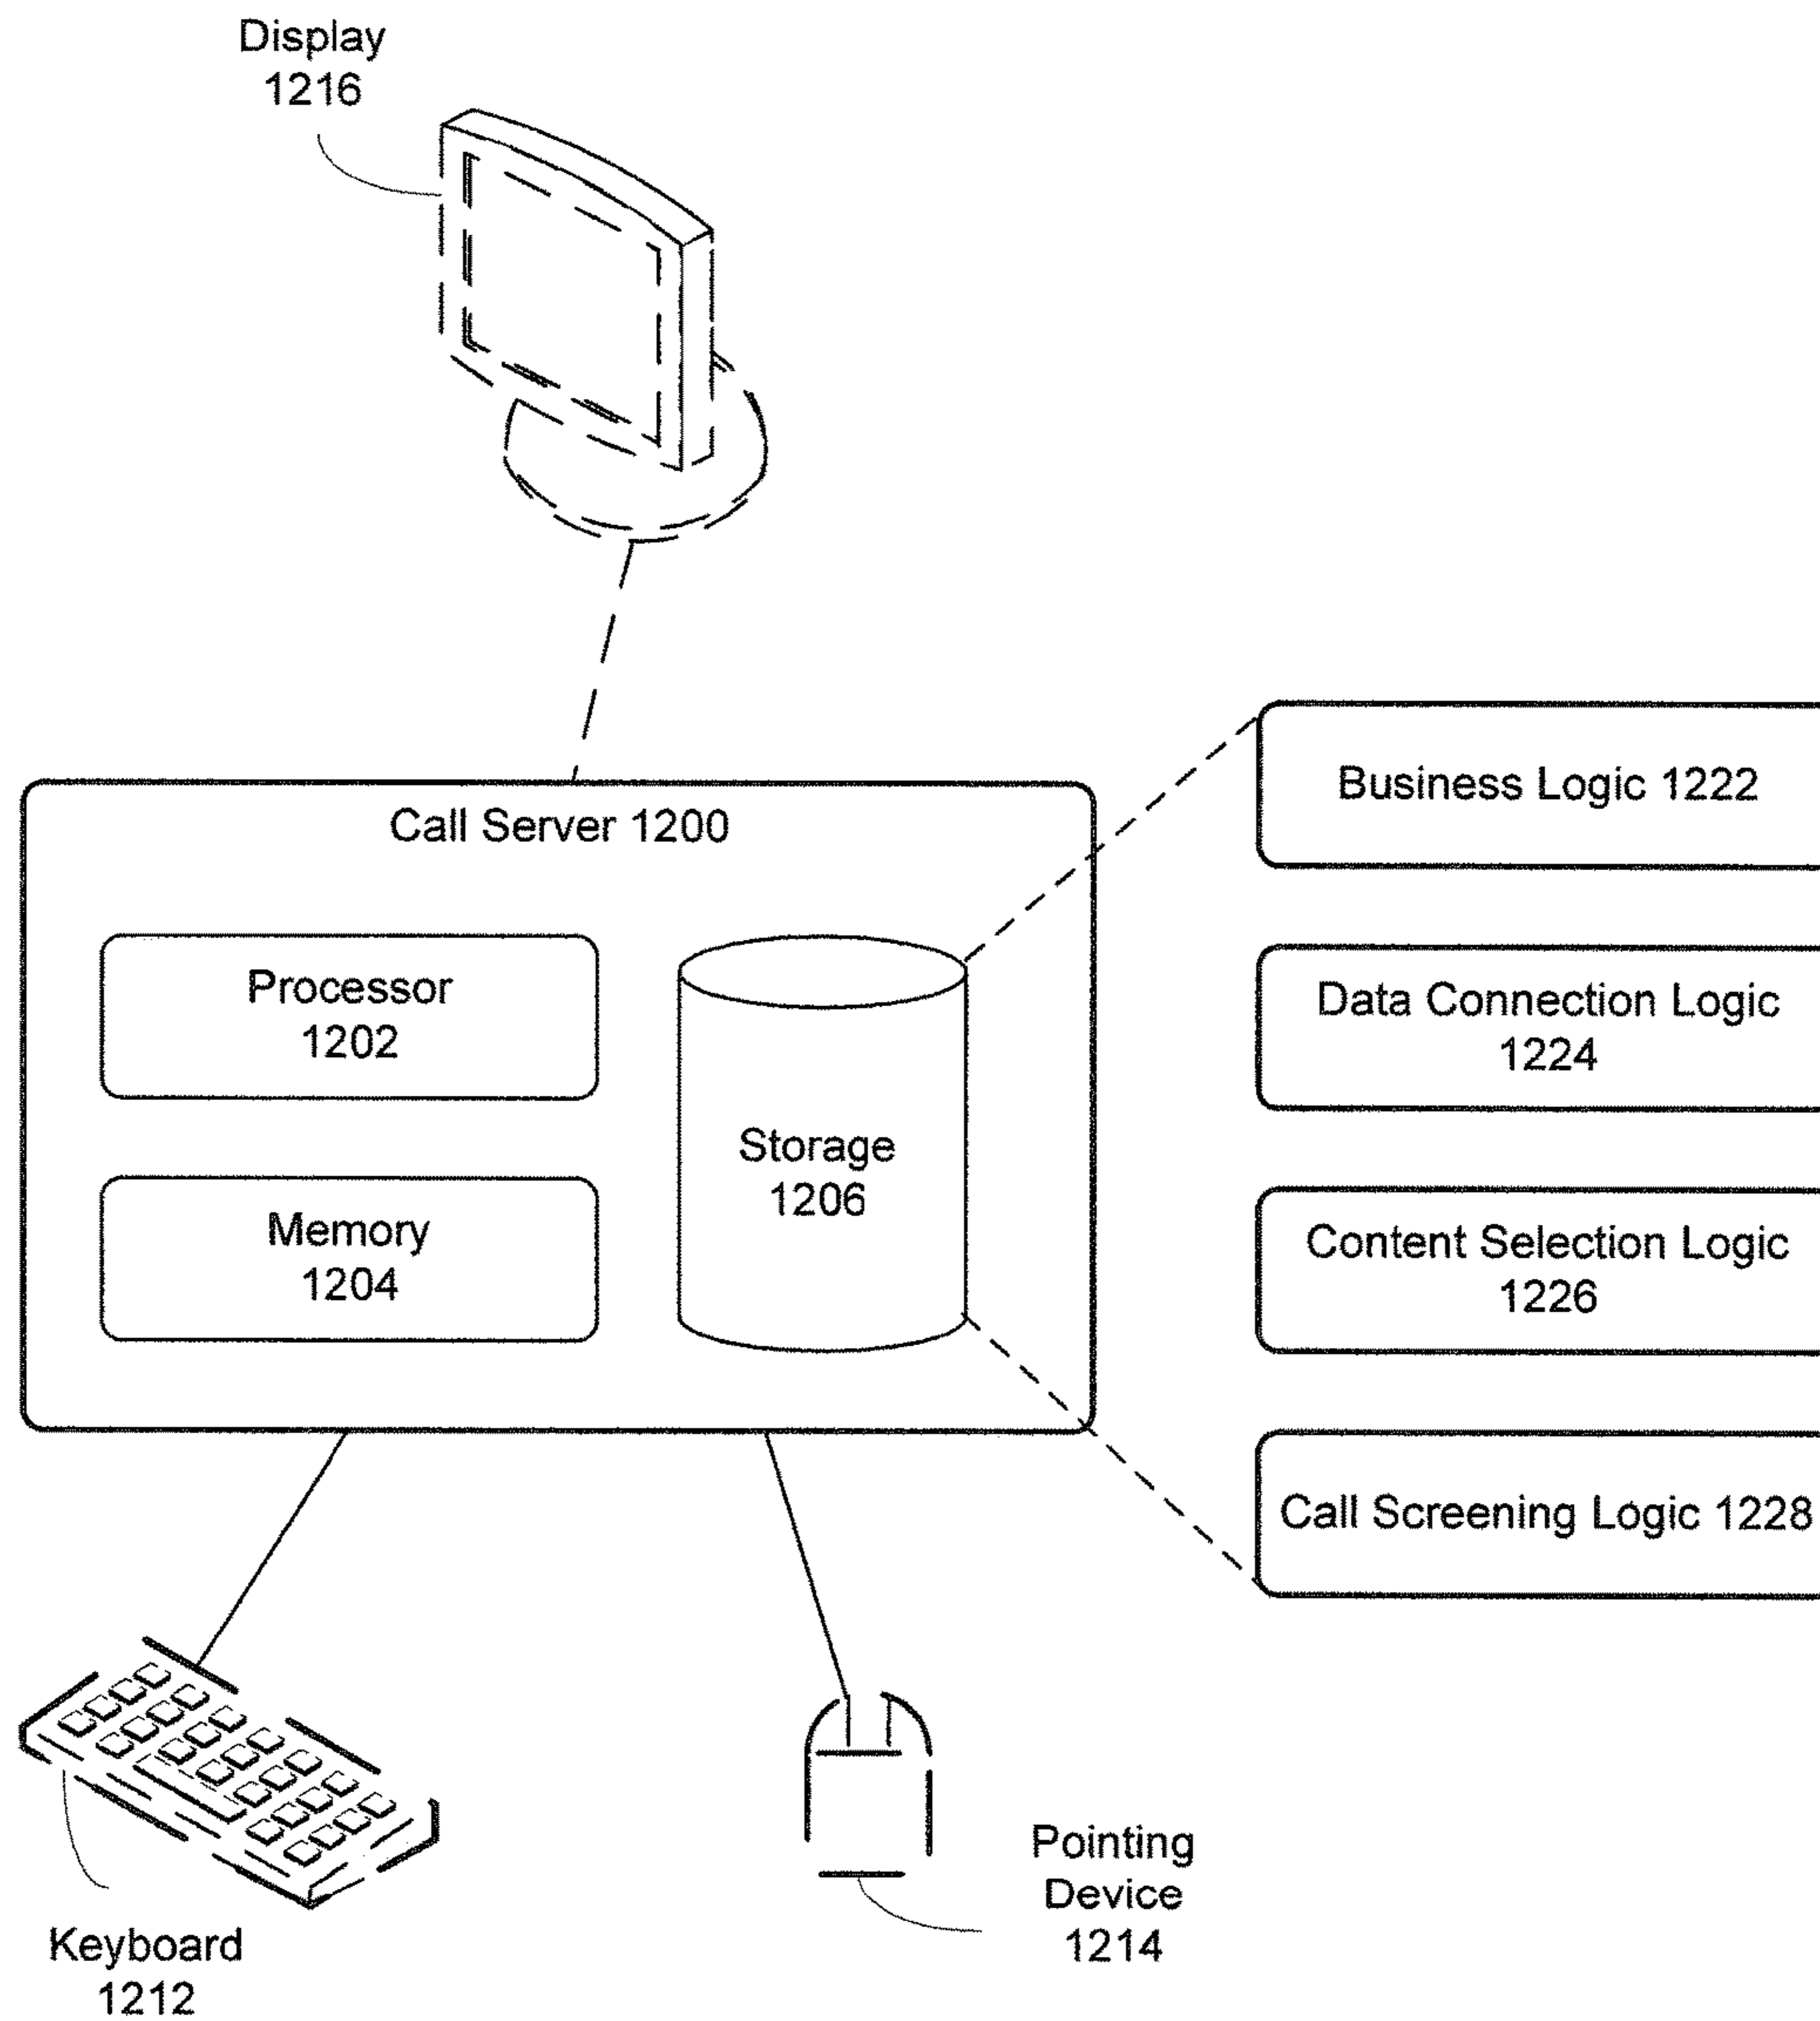 Display
1216
Call Server 1200
Processor
1202
Memory
1204
Storage
1206
Business Logic 1222
Data Connection Logic
1224
Content Selection Logic
1226
Call Screening Logic 1228
Keyboard
1212
Pointing
Device
1214